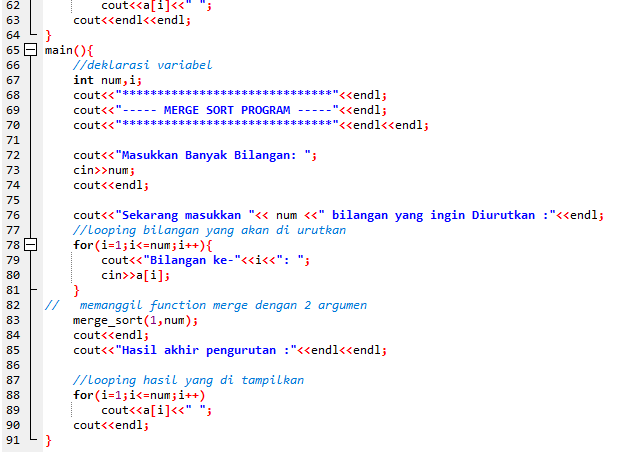 62 cout<<a[i]<<" ";
63 cout<<endl<<endl;
64 }
65 main(){
66 //deklarasi variabel
67 int num,i;
68 cout<<"******************************"<<endl;
69 cout<<"----- MERGE SORT PROGRAM -----"<<endl;
70 cout<<"******************************"<<endl<<endl;
71
72 cout<<"Masukkan Banyak Bilangan: ";
73 cin>>num;
74 cout<<endl;
75
76 cout<<"Sekarang masukkan "<< num <<" bilangan yang ingin Diurutkan :"<<endl;
77 //looping bilangan yang akan di urutkan
78 for(i=1;i<=num;i++){
79 cout<<"Bilangan ke-"<<i<<": ";
80 cin>>a[i];
81 }
82 // memanggil function merge dengan 2 argumen
83 merge_sort(1,num);
84 cout<<endl;
85 cout<<"Hasil akhir pengurutan :"<<endl<<endl;
86
87 //looping hasil yang di tampilkan
88 for(i=1;i<=num;i++)
89 cout<<a[i]<<" ";
90 cout<<endl;
91 }